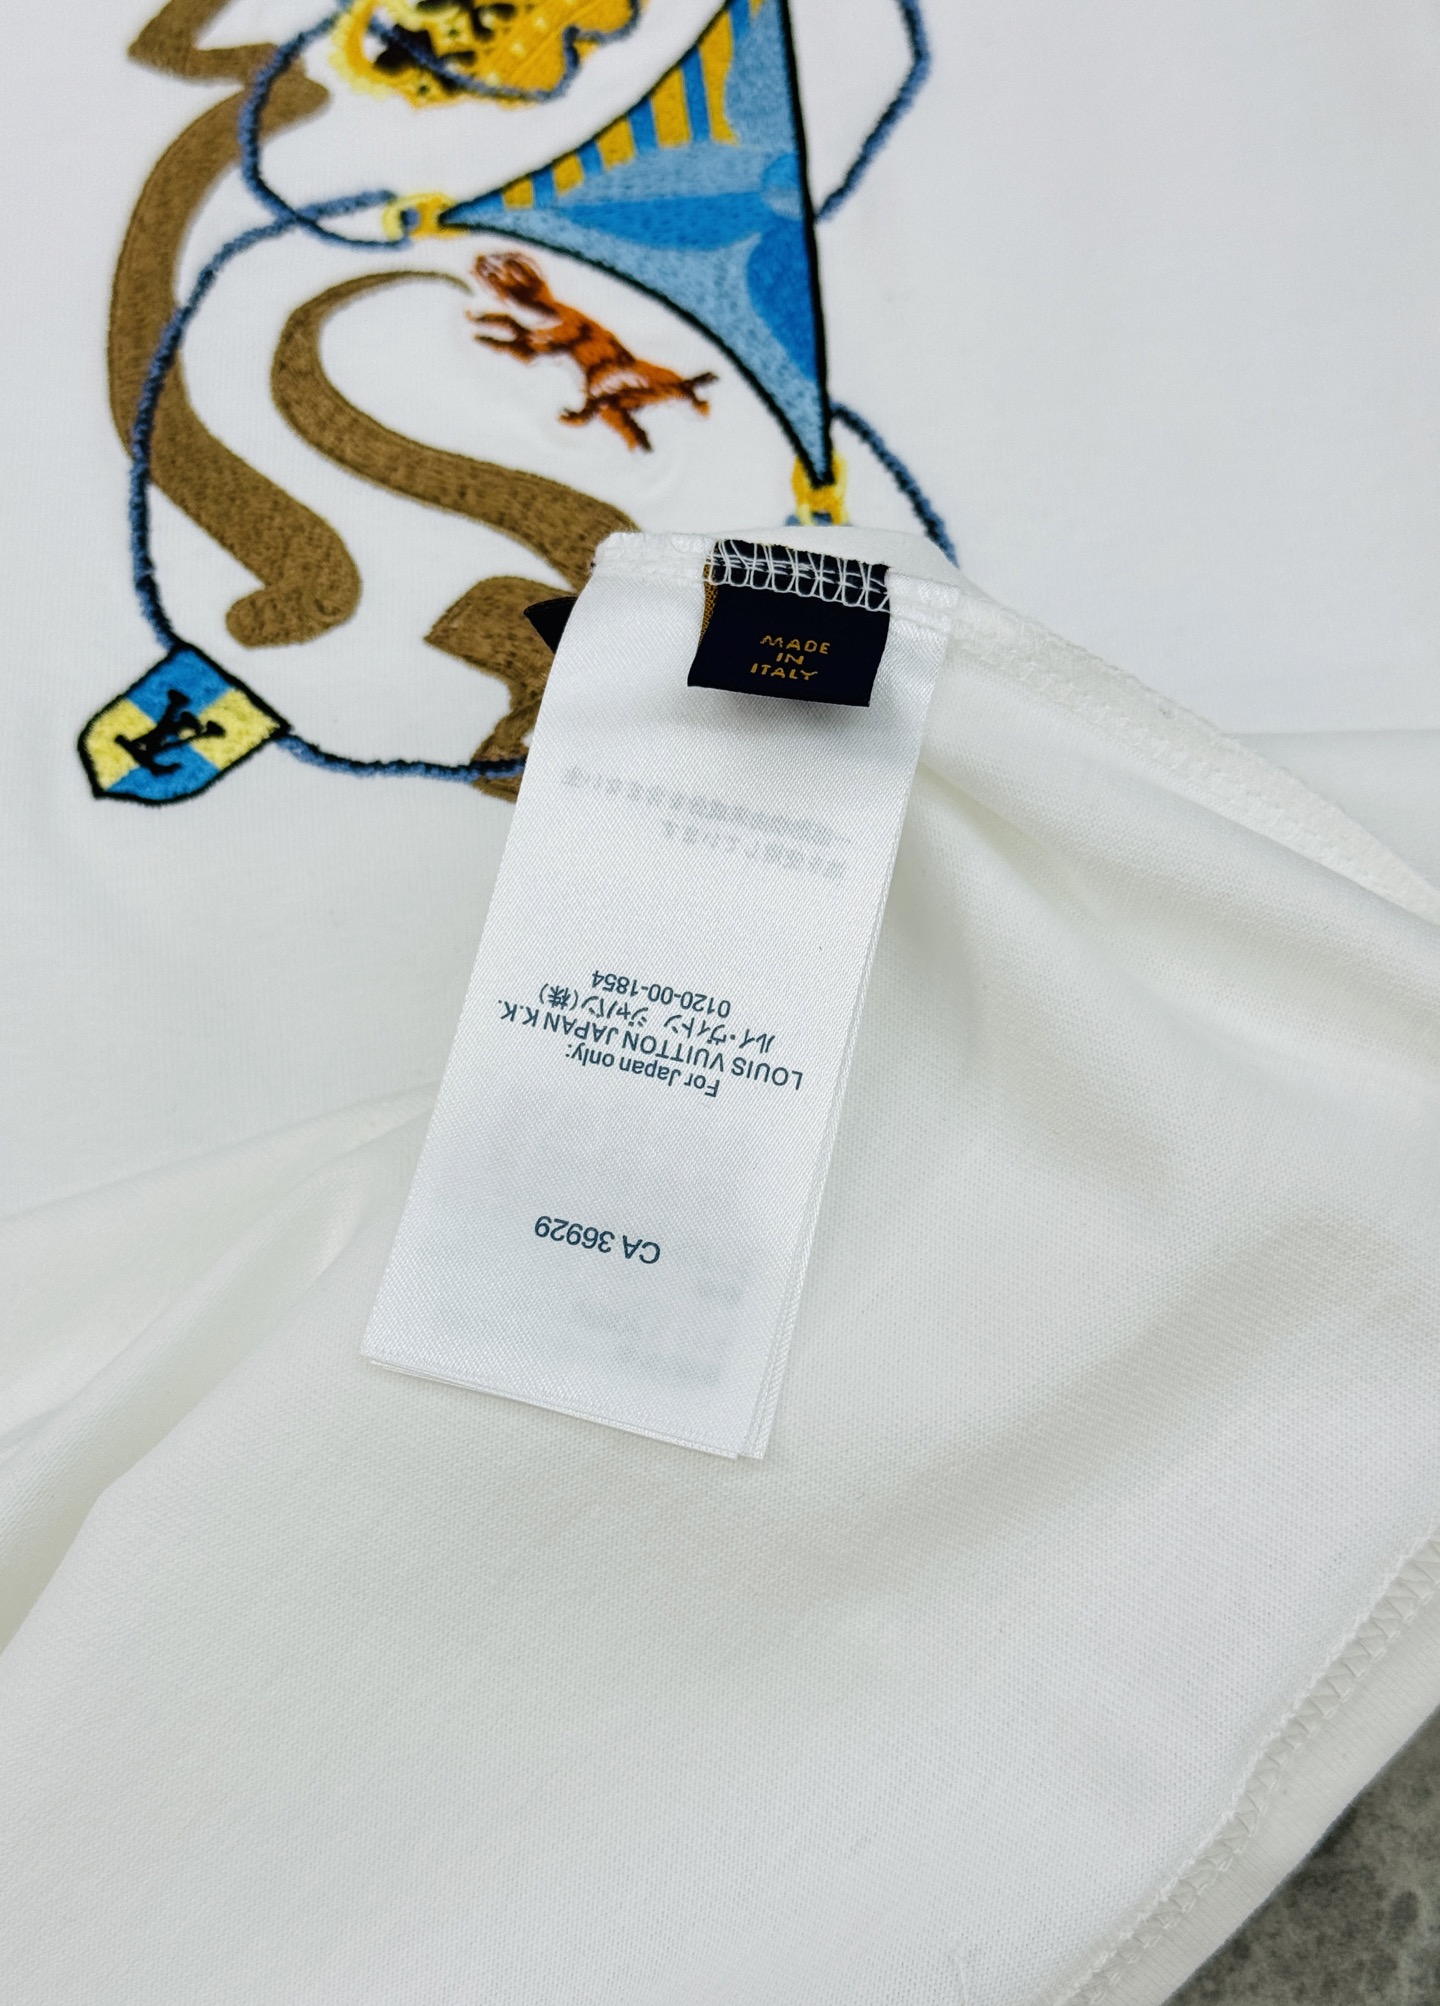 MADE
IN
ITALY
CA 36929
For Japan only:
LOUIS VUITTON JAPAN K.K.
ルイ・ヴィトン ジャパン(株)
0120-00-1854
LV